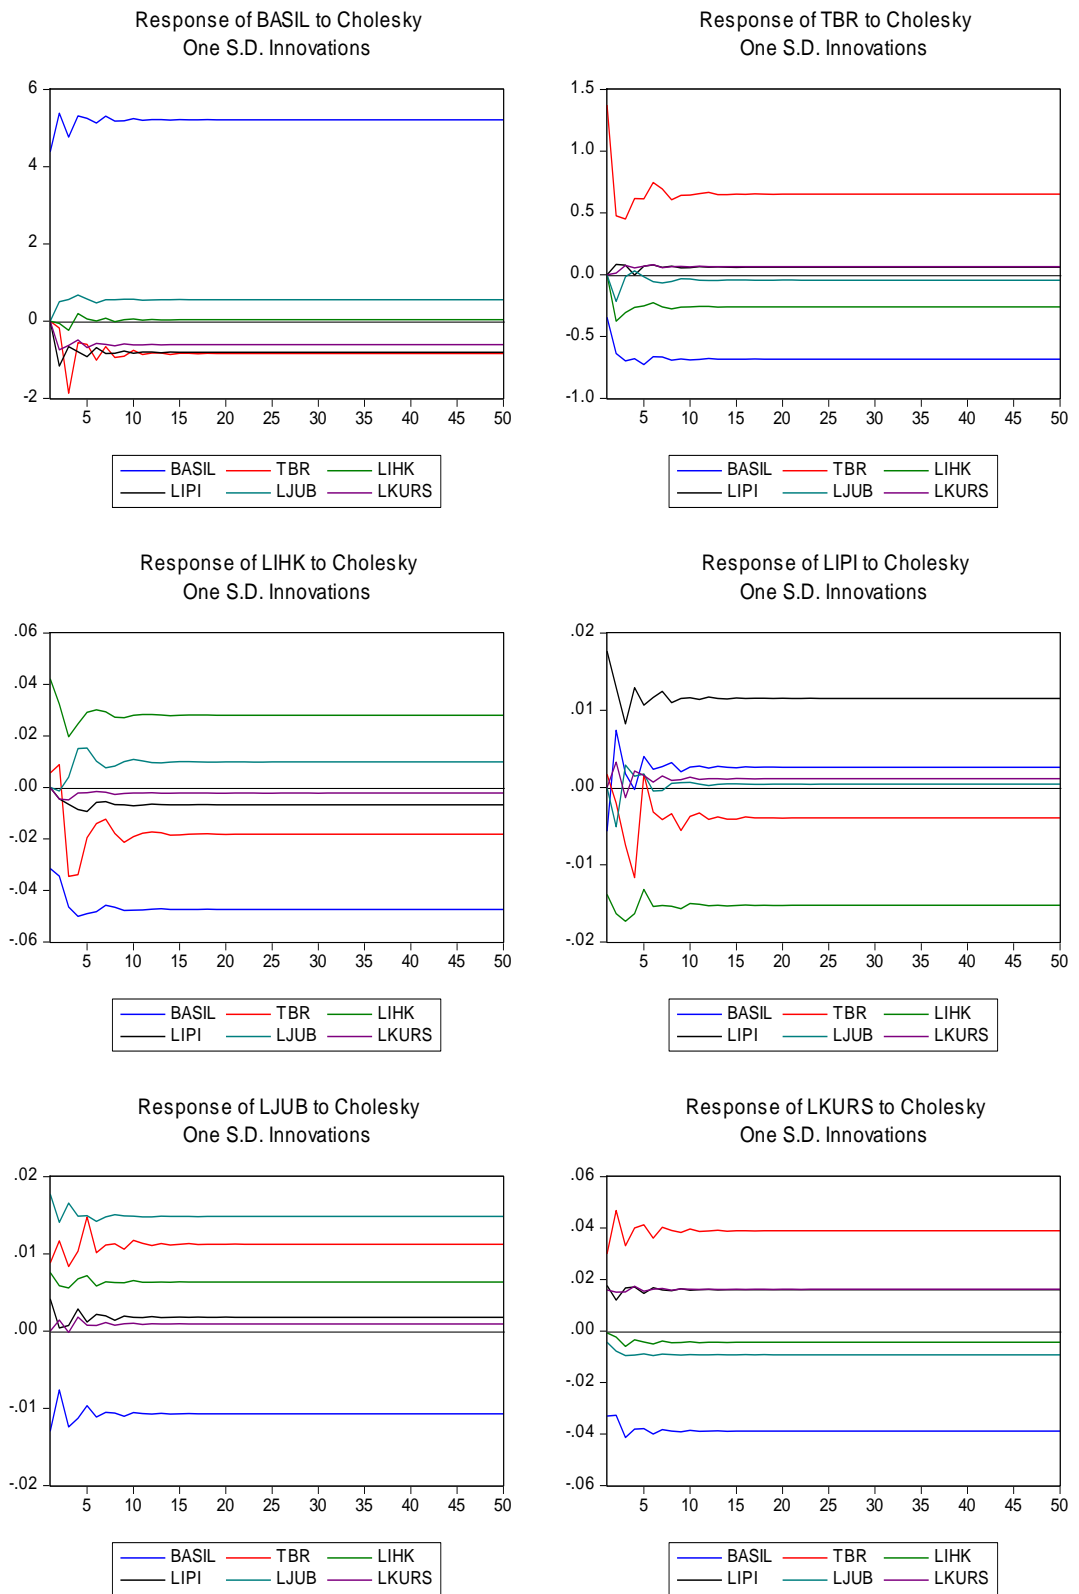 Response of BASIL to Cholesky
One S.D. Innovations
6
4
2
0
-2
5 10 15 20 25 30 35 40 45 50
BASIL TBR LIHK
LIPI LJUB LKURS
Response of TBR to Cholesky
One S.D. Innovations
1.5
1.0
0.5
0.0
-0.5
-1.0
5 10 15 20 25 30 35 40 45 50
BASIL TBR LIHK
LIPI LJUB LKURS
Response of LIHK to Cholesky
One S.D. Innovations
.06
.04
.02
.00
-.02
-.04
-.06
5 10 15 20 25 30 35 40 45 50
BASIL TBR LIHK
LIPI LJUB LKURS
Response of LIPI to Cholesky
One S.D. Innovations
.02
.01
.00
-.01
-.02
5 10 15 20 25 30 35 40 45 50
BASIL TBR LIHK
LIPI LJUB LKURS
Response of LJUB to Cholesky
One S.D. Innovations
.02
.01
.00
-.01
-.02
5 10 15 20 25 30 35 40 45 50
BASIL TBR LIHK
LIPI LJUB LKURS
Response of LKURS to Cholesky
One S.D. Innovations
.06
.04
.02
.00
-.02
-.04
-.06
5 10 15 20 25 30 35 40 45 50
BASIL TBR LIHK
LIPI LJUB LKURS